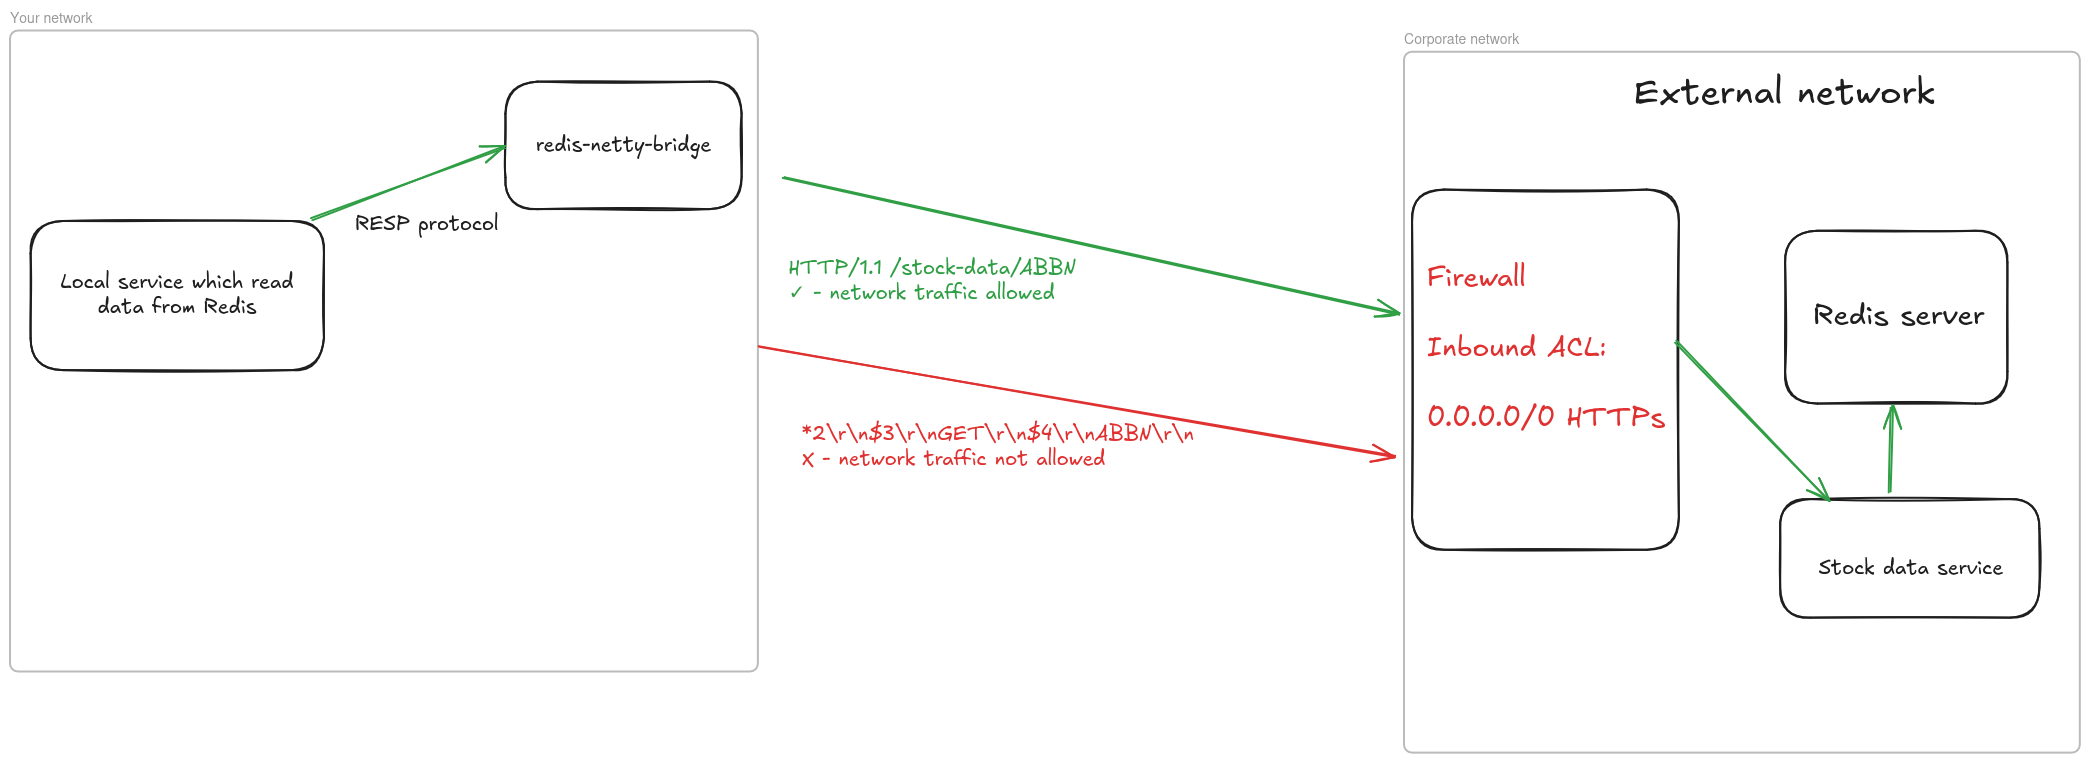 Your network
redis-netty-bridge
RESP protocol
Local service which read
data from Redis
HTTP/1.1 /stock-data/ABBN
✓ - network traffic allowed
*2\r\n$3\r\nGET\r\n$4\r\nABBN\r\n
X - network traffic not allowed
Corporate network
External network
Firewall
Inbound ACL:
0.0.0.0/0 HTTPs
Redis server
Stock data service